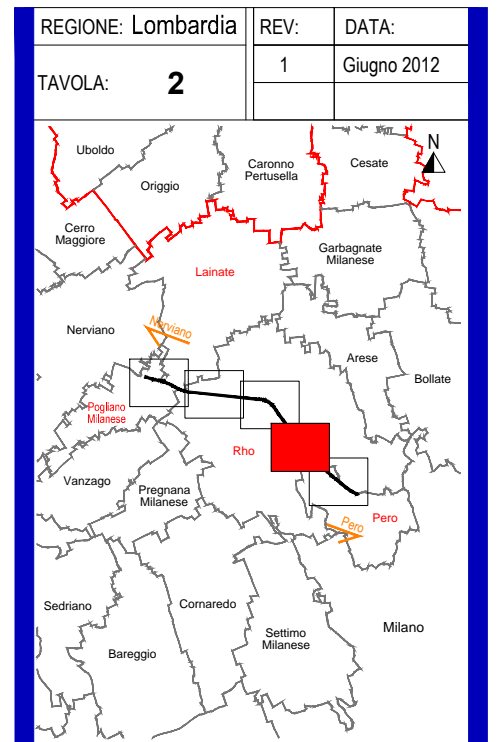 REGIONE: Lombardia
REV:
DATA:
TAVOLA: 2
1
Giugno 2012
N
Uboldo
Origgio
Caronno
Pertusella
Cesate
Cerro
Maggiore
Garbagnate
Milanese
Lainate
Nerviano
Nerviano
Arese
Bollate
Pogliano
Milanese
Rho
Vanzago
Pregnana
Milanese
Pero
Pero
Sedriano
Cornaredo
Settimo
Milanese
Milano
Bareggio